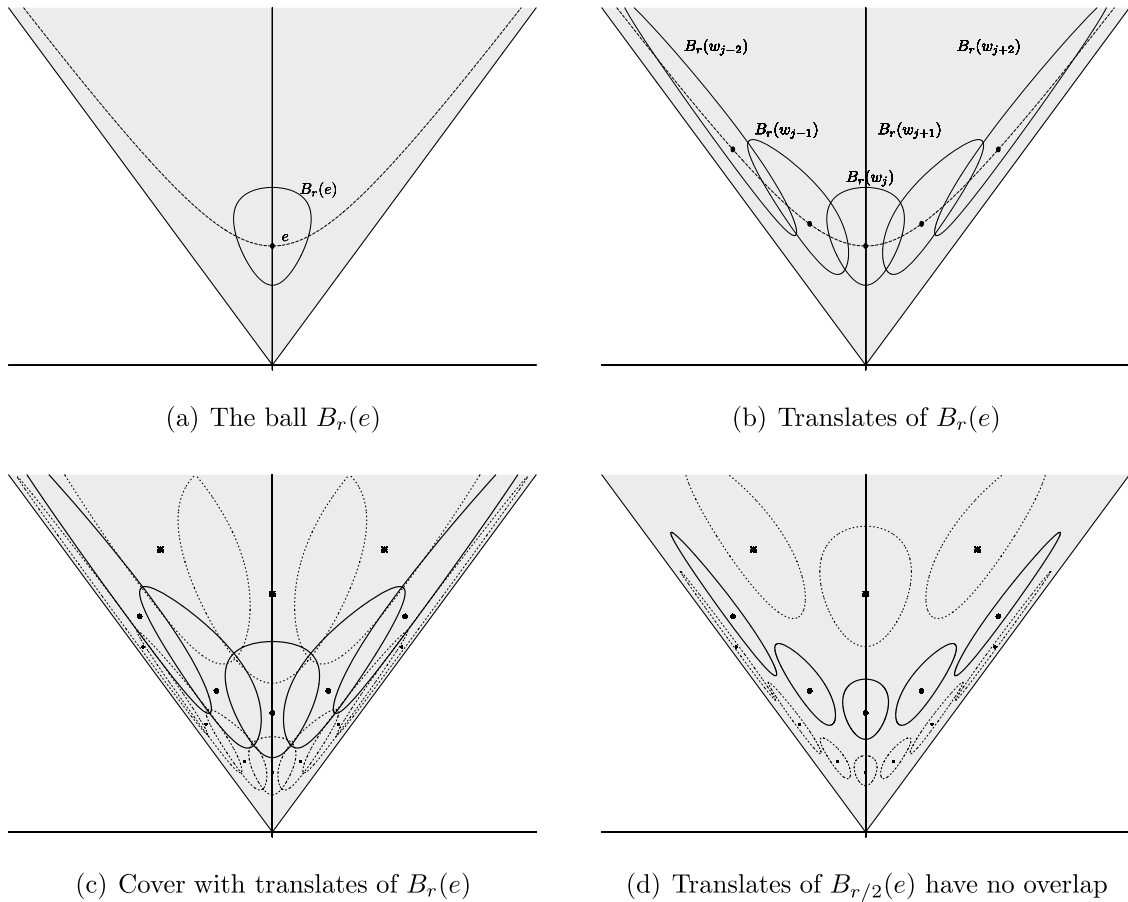 $B_r(e)$
$e$
(a) The ball $B_r(e)$
$B_r(w_{j-2})$
$B_r(w_{j+2})$
$B_r(w_{j-1})$
$B_r(w_{j+1})$
$B_r(w_j)$
(b) Translates of $B_r(e)$
(c) Cover with translates of $B_r(e)$
(d) Translates of $B_{r/2}(e)$ have no overlap